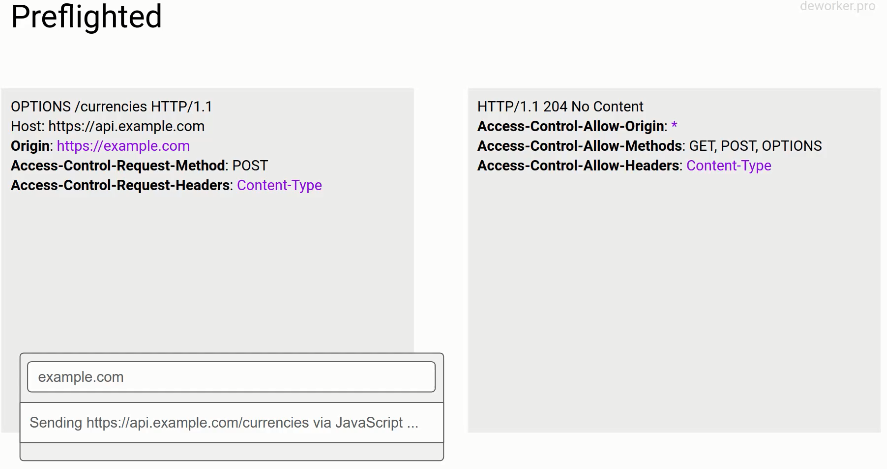 Preflighted
deworker.pro
OPTIONS /currencies HTTP/1.1
Host: https://api.example.com
Origin: https://example.com
Access-Control-Request-Method: POST
Access-Control-Request-Headers: Content-Type
HTTP/1.1 204 No Content
Access-Control-Allow-Origin: *
Access-Control-Allow-Methods: GET, POST, OPTIONS
Access-Control-Allow-Headers: Content-Type
example.com
Sending https://api.example.com/currencies via JavaScript ...